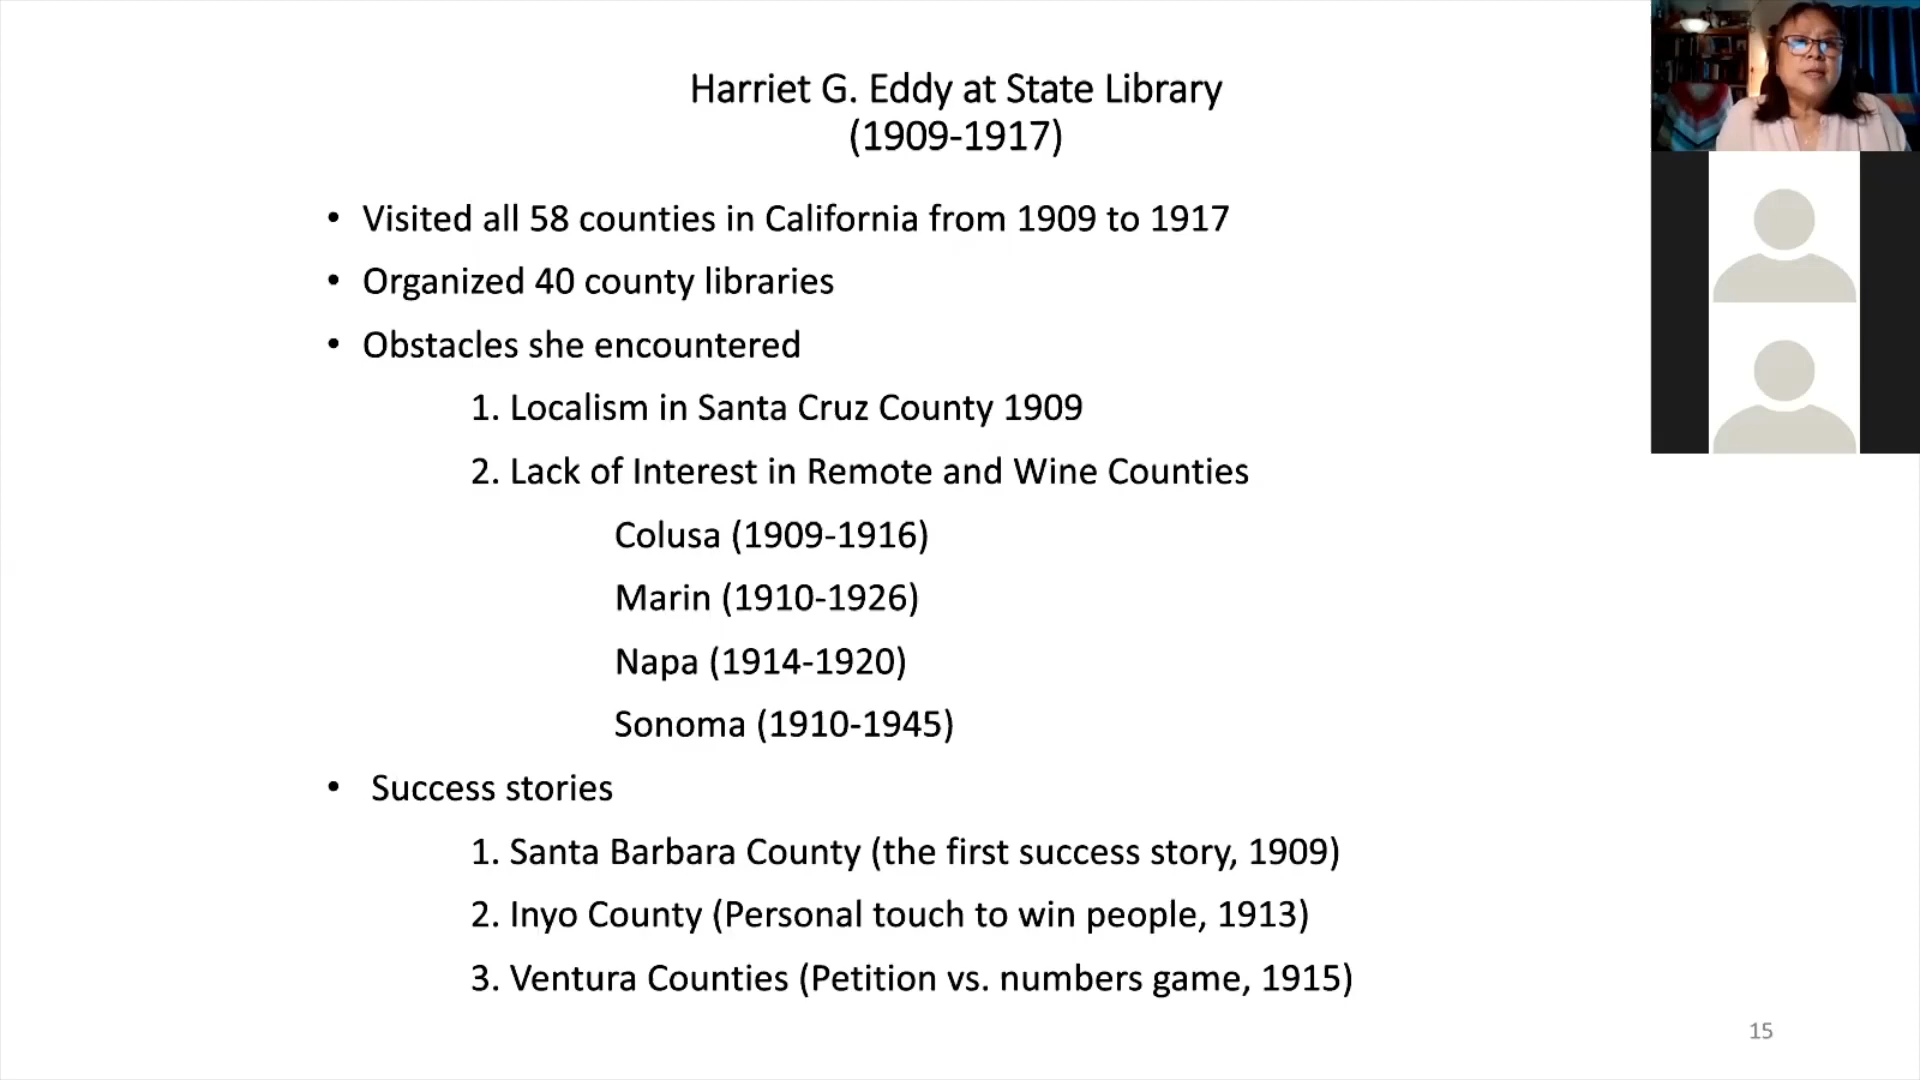 Harriet G. Eddy at State Library
(1909-1917)
• Visited all 58 counties in California from 1909 to 1917
• Organized 40 county libraries
• Obstacles she encountered
1. Localism in Santa Cruz County 1909
2. Lack of Interest in Remote and Wine Counties
Colusa (1909-1916)
Marin (1910-1926)
Napa (1914-1920)
Sonoma (1910-1945)
• Success stories
1. Santa Barbara County (the first success story, 1909)
2. Inyo County (Personal touch to win people, 1913)
3. Ventura Counties (Petition vs. numbers game, 1915)
15